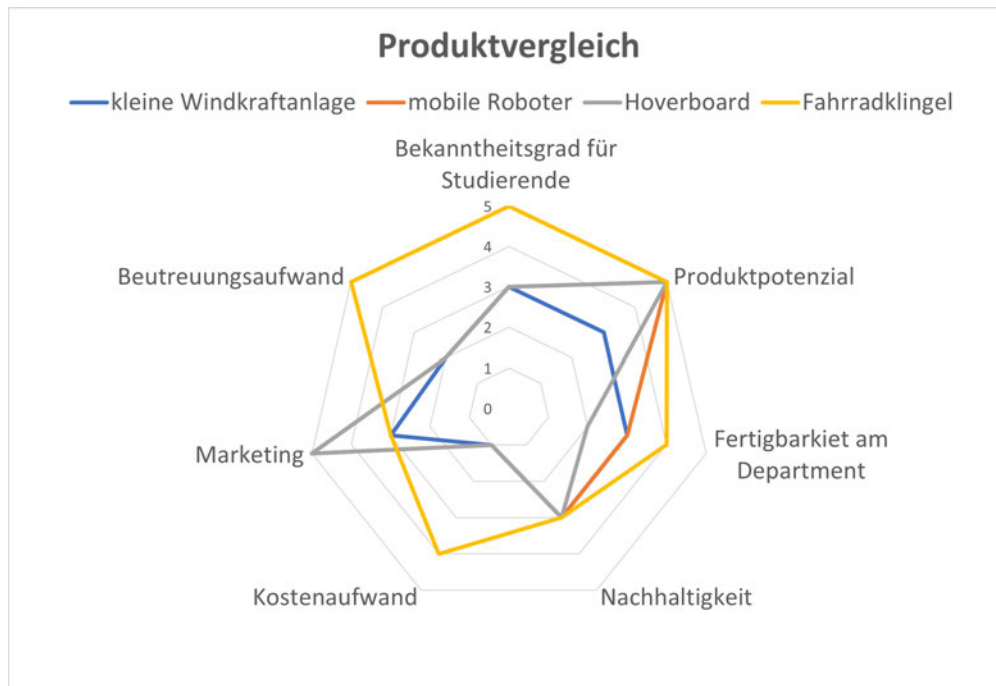 Produktvergleich
kleine Windkraftanlage mobile Roboter Hoverboard Fahrradklingel
Bekanntheitsgrad für
Studierende
5
4
3
2
1
0
Beutreuungsaufwand
Produktpotenzial
Marketing
Fertigbarkiet am
Department
Kostenaufwand
Nachhaltigkeit